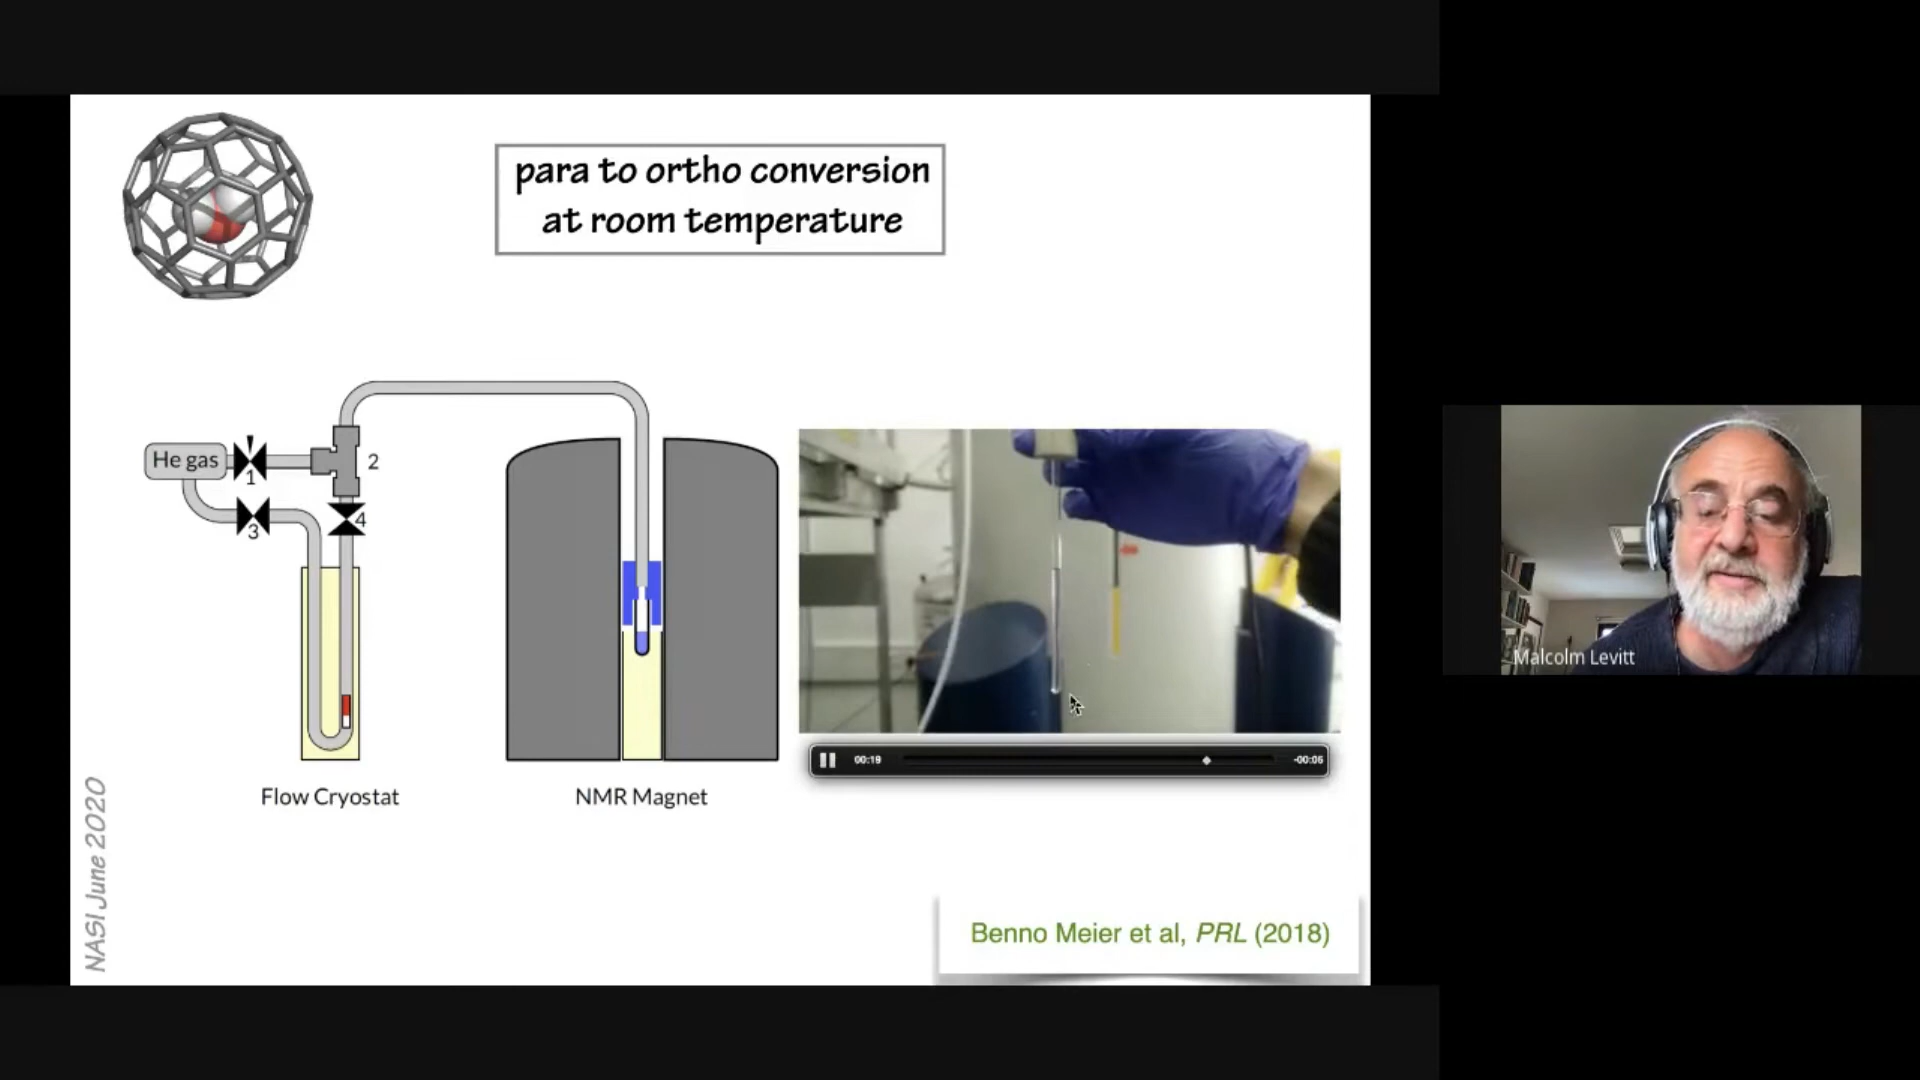 para to ortho conversion
at room temperature
He gas
1
2
3
4
Flow Cryostat
NMR Magnet
00:19
-00:06
NASI June 2020
Benno Meier et al, PRL (2018)
Malcolm Levitt